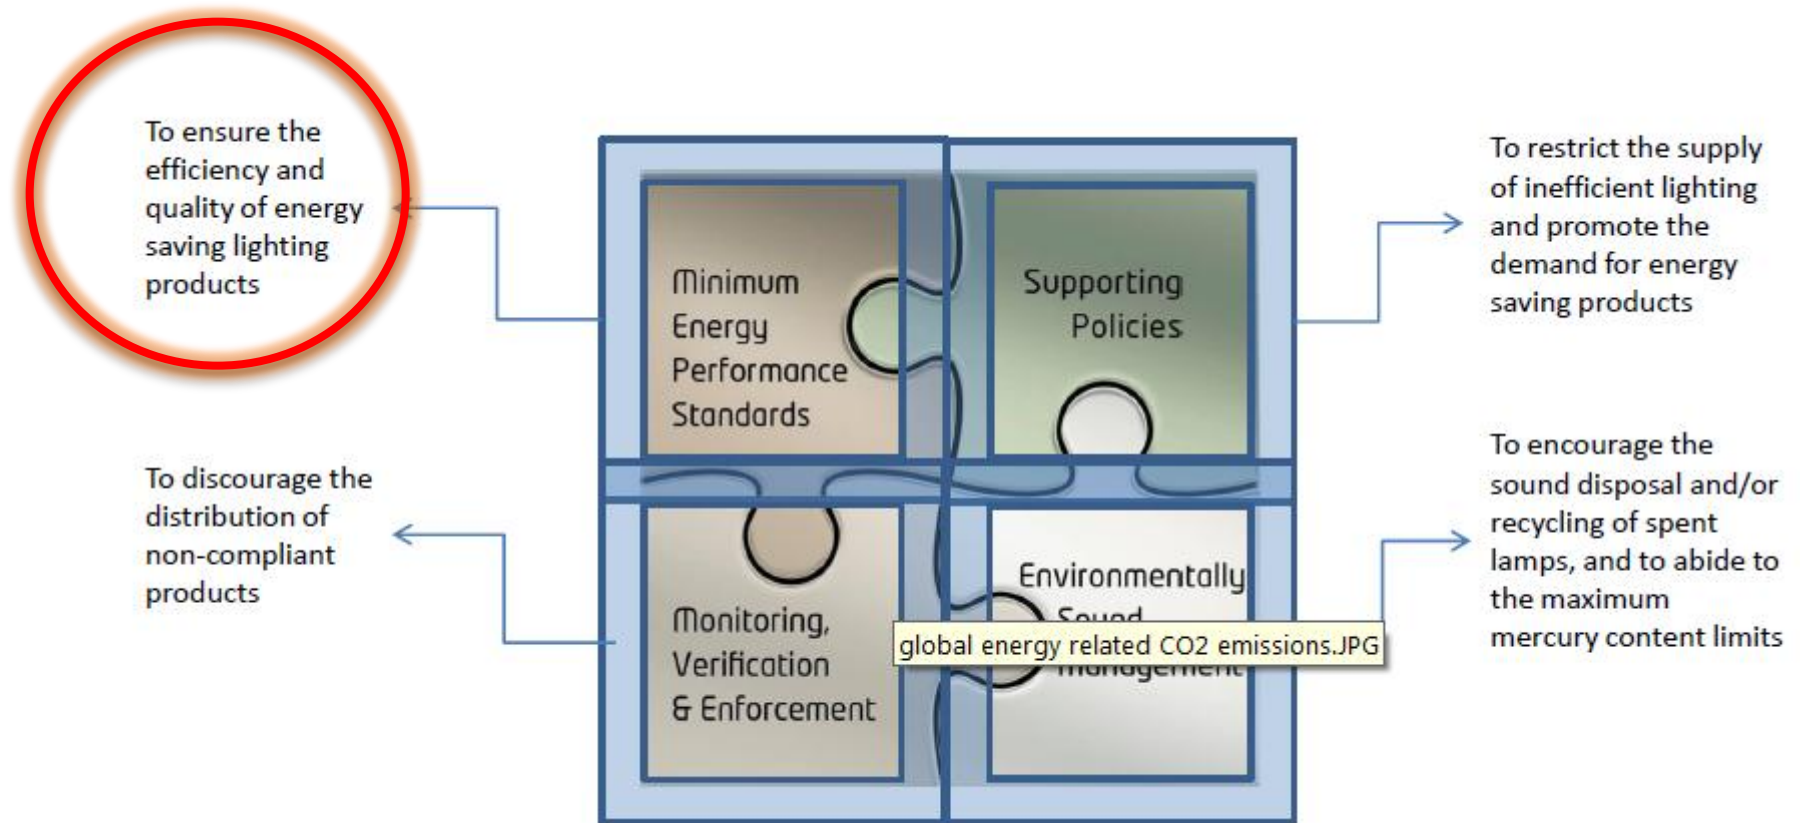 To ensure the
efficiency and
quality of energy
saving lighting
products
Minimum
Energy
Performance
Standards
Supporting
Policies
To restrict the supply
of inefficient lighting
and promote the
demand for energy
saving products
To discourage the
distribution of
non-compliant
products
Monitoring,
Verification
& Enforcement
Environmentally
Sound
management
global energy related CO2 emissions.JPG
To encourage the
sound disposal and/or
recycling of spent
lamps, and to abide to
the maximum
mercury content limits